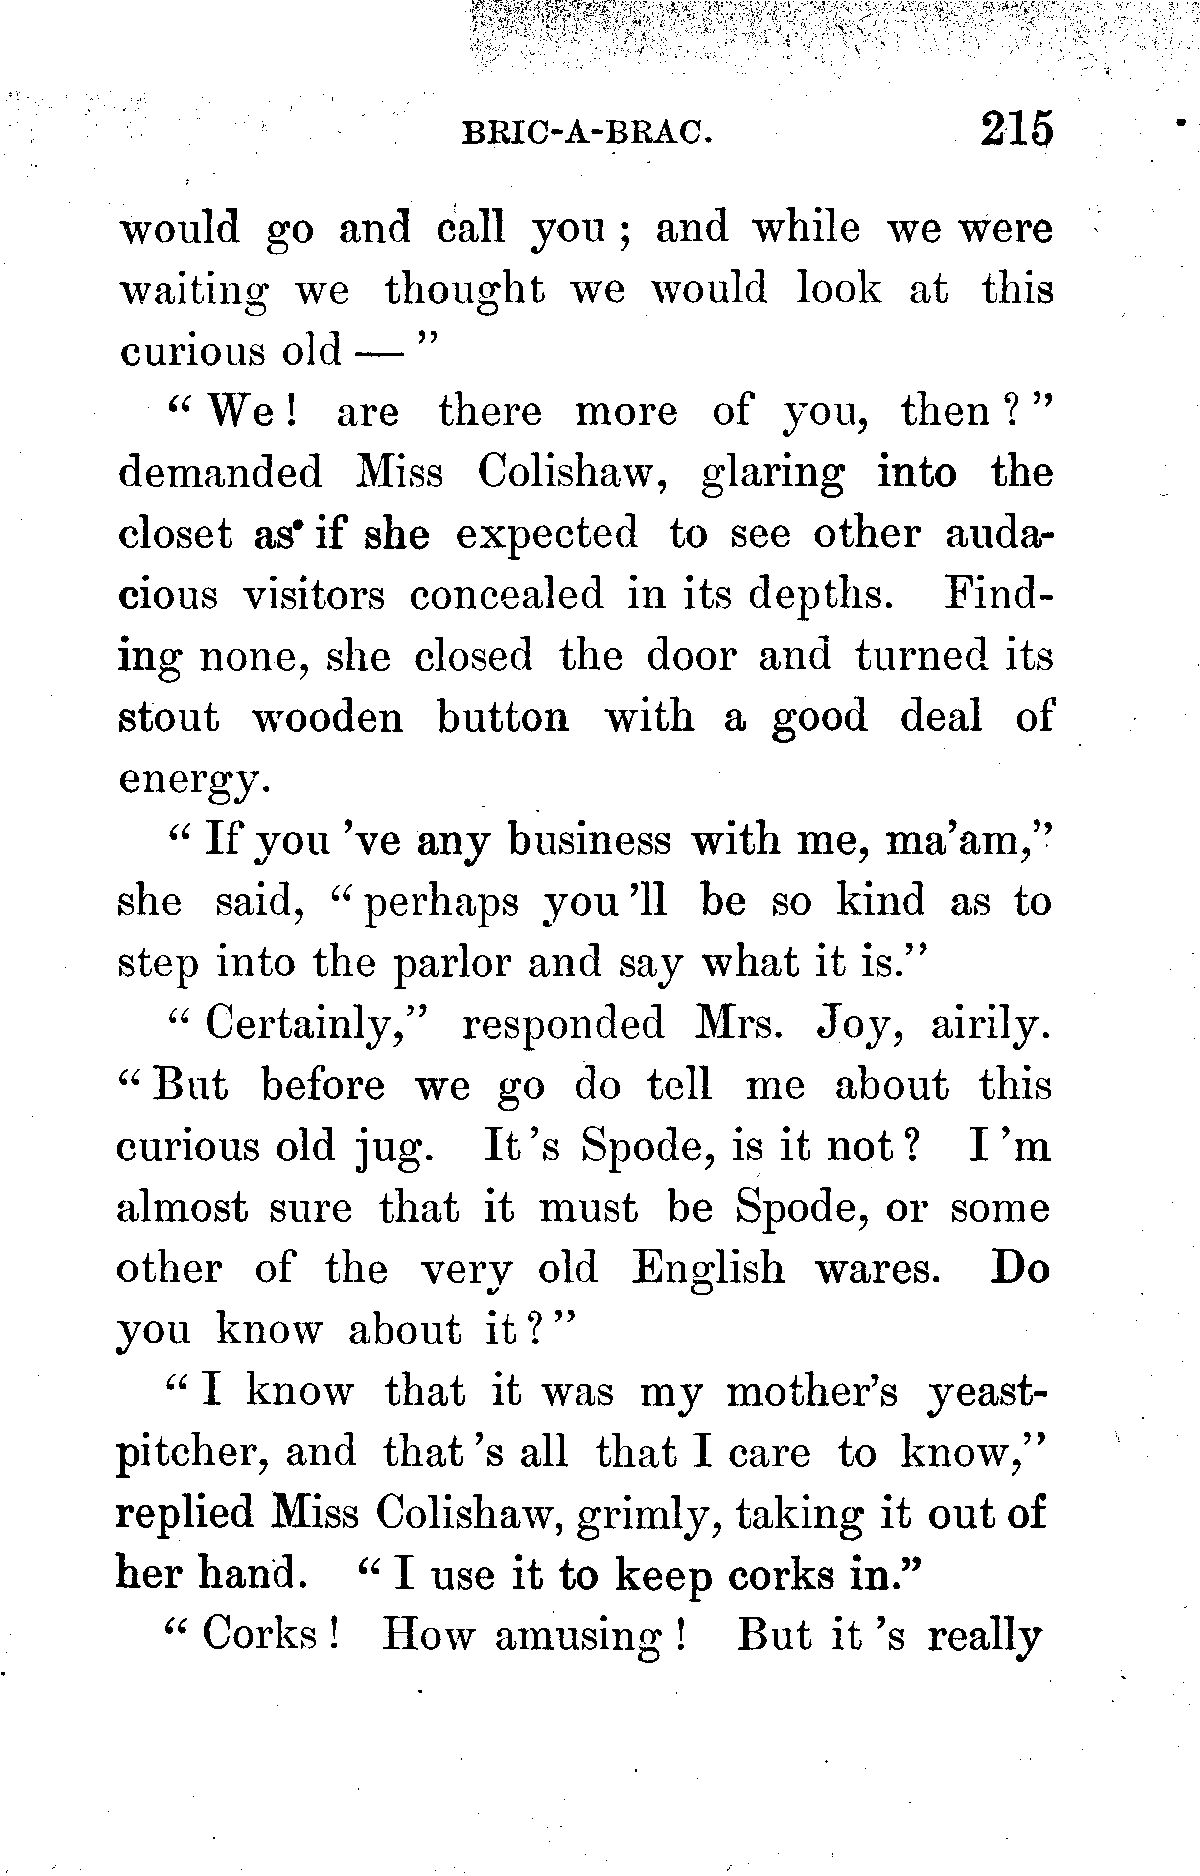 BRIC-A-BRAC. 215
would go and call you ; and while we were
waiting we thought we would look at this
curious old — ”
“ We ! are there more of you, then ? ”
demanded Miss Colishaw, glaring into the
closet as if she expected to see other auda-
cious visitors concealed in its depths. Find-
ing none, she closed the door and turned its
stout wooden button with a good deal of
energy.
“ If you ’ve any business with me, ma’am,”
she said, “ perhaps you ’ll be so kind as to
step into the parlor and say what it is.”
“ Certainly,” responded Mrs. Joy, airily.
“ But before we go do tell me about this
curious old jug. It ’s Spode, is it not ? I ’m
almost sure that it must be Spode, or some
other of the very old English wares. Do
you know about it ? ”
“ I know that it was my mother’s yeast-
pitcher, and that ’s all that I care to know,”
replied Miss Colishaw, grimly, taking it out of
her hand. “ I use it to keep corks in.”
“ Corks ! How amusing ! But it ’s really